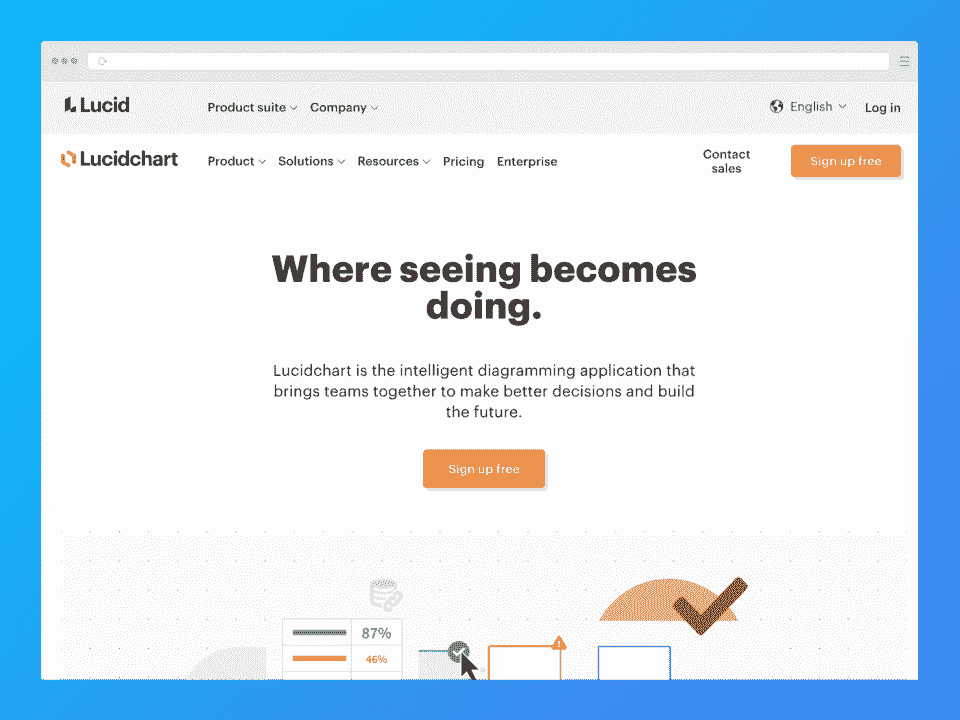 Lucid
Product suite
Company
English
Log in
Lucidchart
Product
Solutions
Resources
Pricing
Enterprise
Contact
sales
Sign up free
Where seeing becomes
doing.
Lucidchart is the intelligent diagramming application that
brings teams together to make better decisions and build
the future.
Sign up free
87%
46%